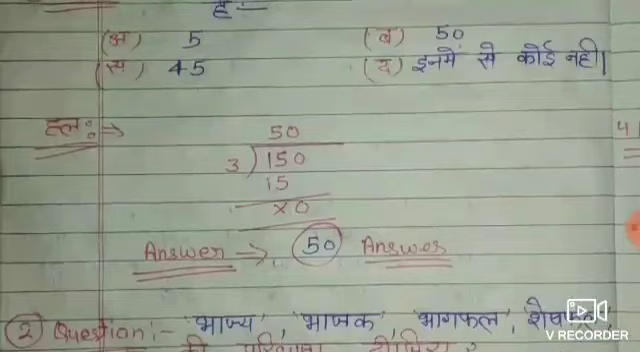 है:—
(अ) 5 (ब) 50
(स) 45 (द) इनमें से कोई नही।
हल:→
50
3)150
15
×0
Answer → (50) Answer
(2) Question:- 'भाज्य', 'भाजक', 'भागफल', शेषफल,
V RECORDER